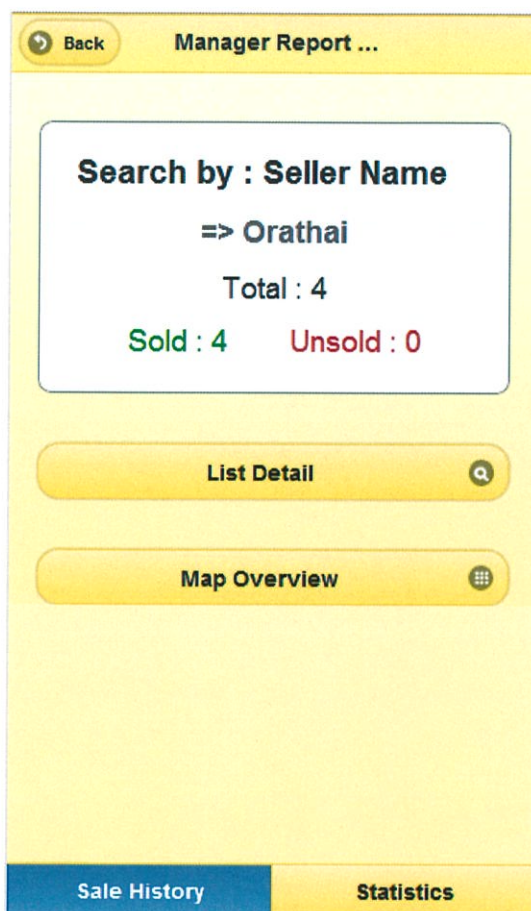 Back
Manager Report ...
Search by : Seller Name
=> Orathai
Total : 4
Sold : 4 Unsold : 0
List Detail
Map Overview
Sale History
Statistics